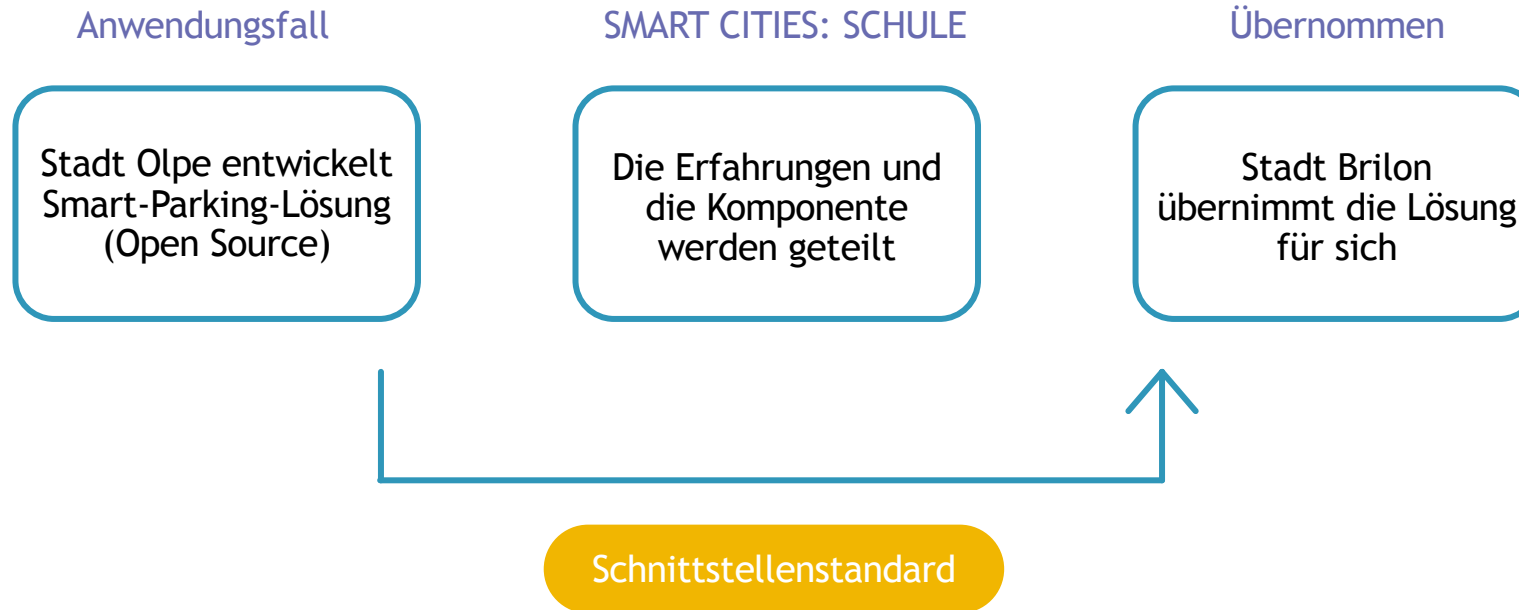 Anwendungsfall
Stadt Olpe entwickelt
Smart-Parking-Lösung
(Open Source)
SMART CITIES: SCHULE
Die Erfahrungen und
die Komponente
werden geteilt
Übernommen
Stadt Brilon
übernimmt die Lösung
für sich
Schnittstellenstandard